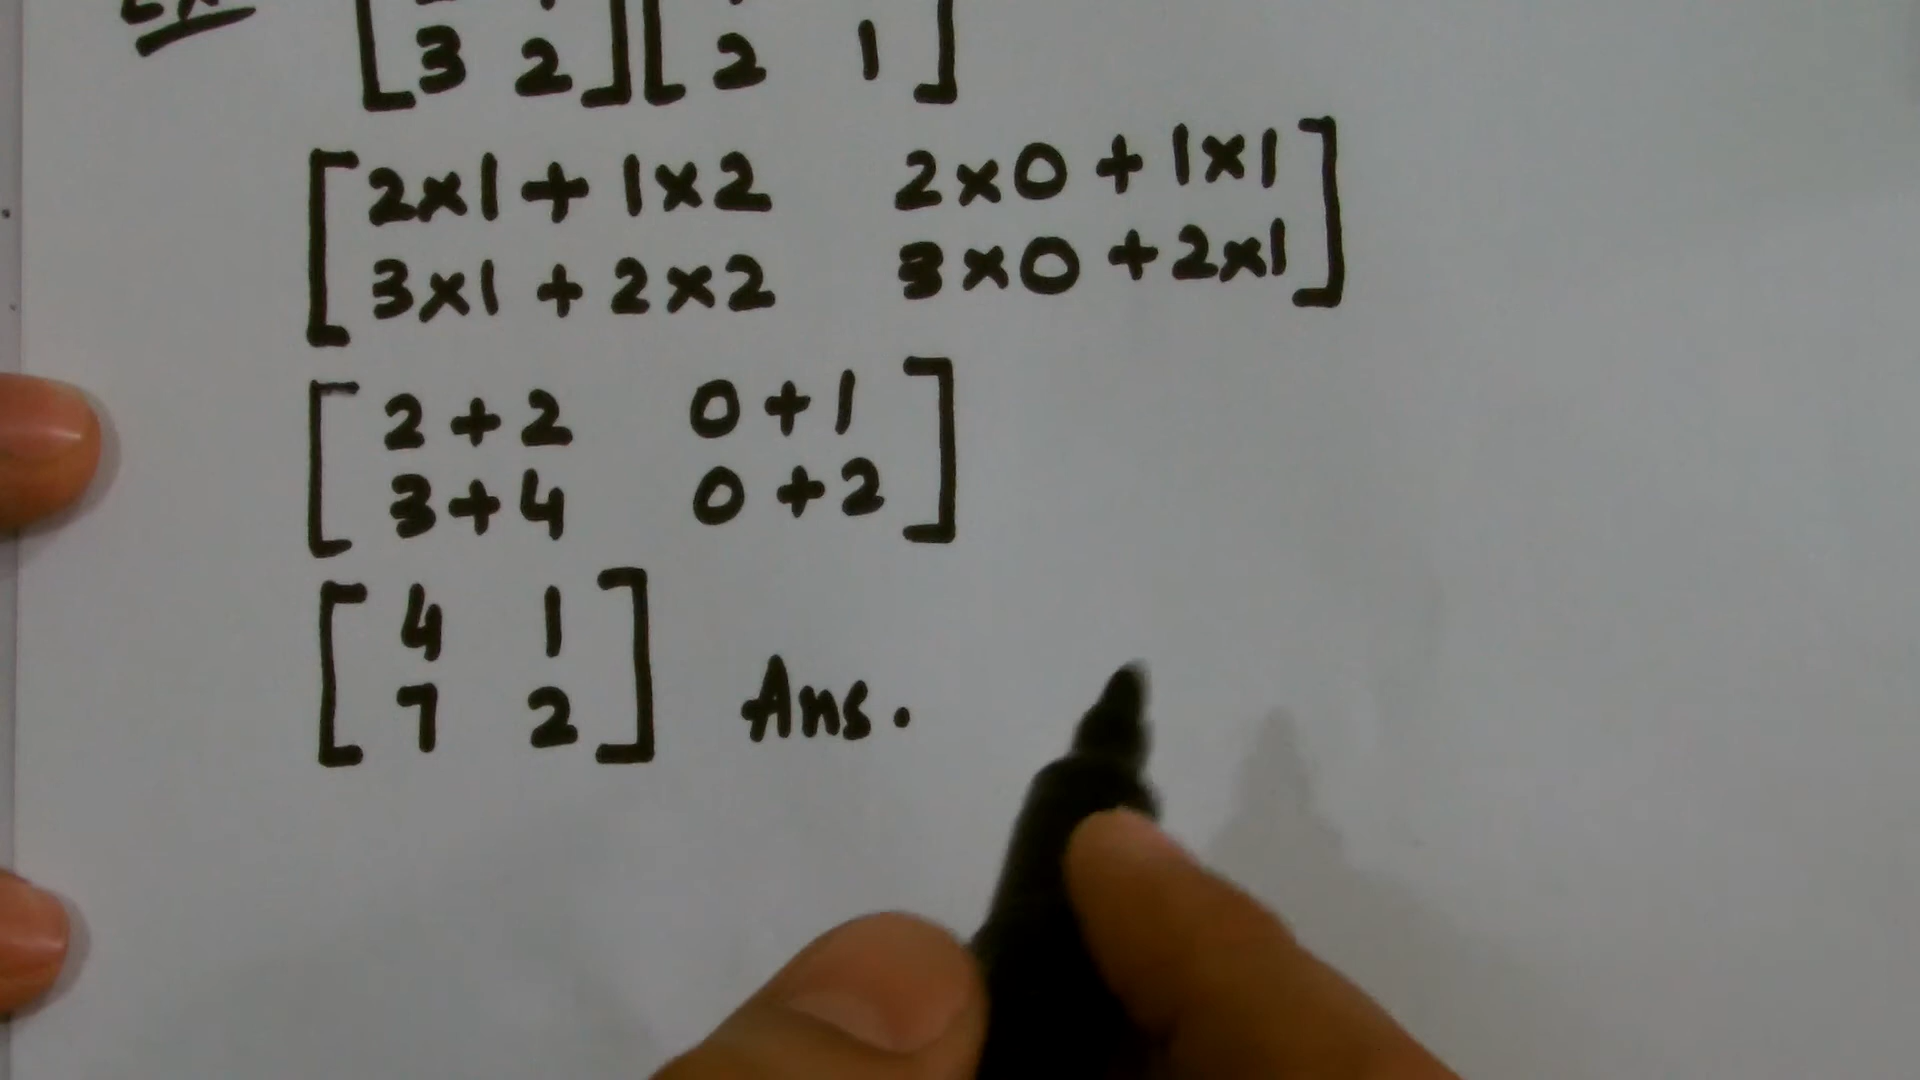 [3 2][2 1]
[2×1+1×2 2×0+1×1
3×1+2×2 3×0+2×1]
[2+2 0+1
3+4 0+2]
[4 1
7 2] Ans.